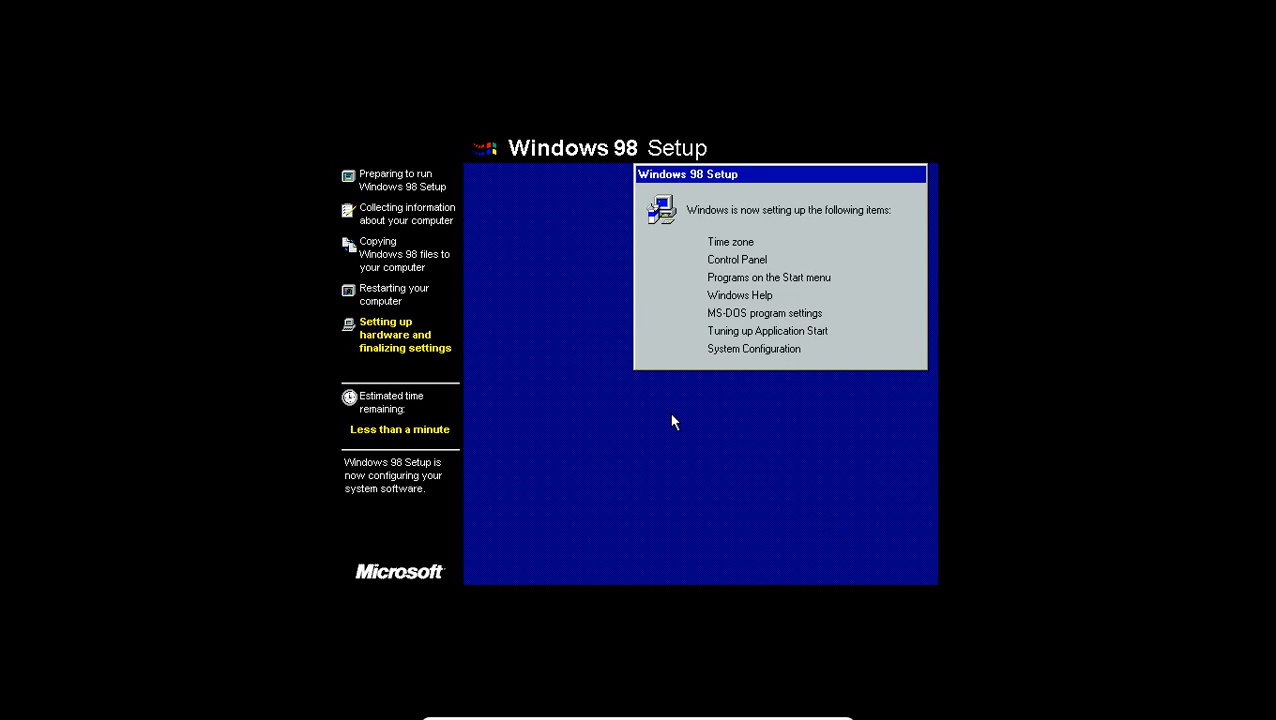 Windows 98 Setup
Preparing to run
Windows 98 Setup
Collecting information
about your computer
Copying
Windows 98 files to
your computer
Restarting your
computer
Setting up
hardware and
finalizing settings
Estimated time
remaining:
Less than a minute
Windows 98 Setup is
now configuring your
system software.
Microsoft
Windows 98 Setup
Windows is now setting up the following items:
Time zone
Control Panel
Programs on the Start menu
Windows Help
MS-DOS program settings
Tuning up Application Start
System Configuration